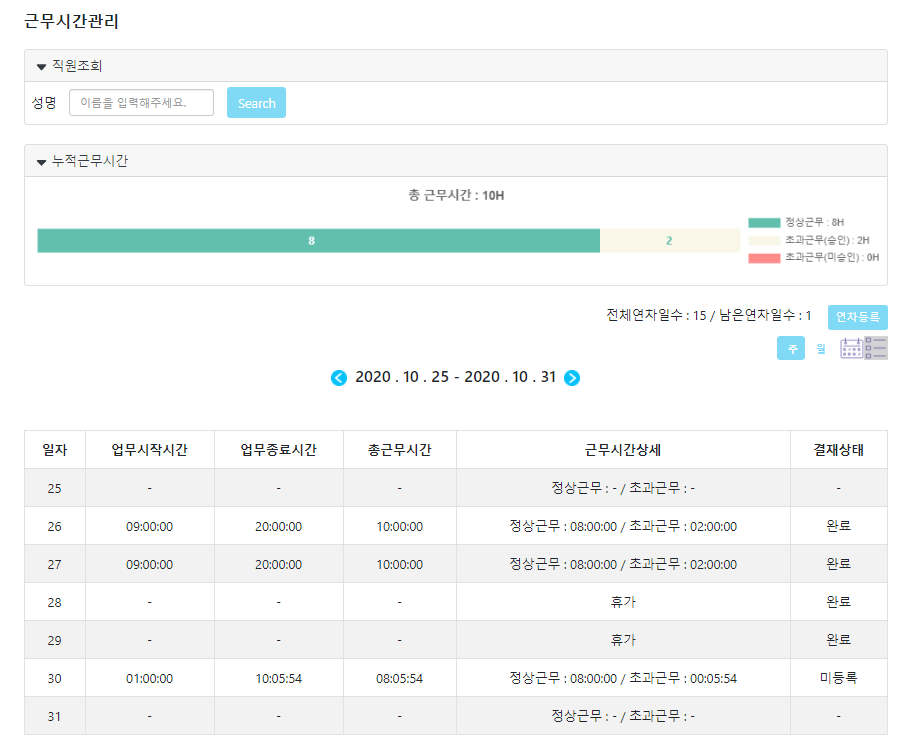 근무시간관리
직원조회
성명 이름을 입력해주세요. Search
누적근무시간
총 근무시간 : 10H
8 2
정상근무 : 8H
초과근무(승인) : 2H
초과근무(미승인) : 0H
전체연차일수 : 15 / 남은연차일수 : 1 연차등록
주 월
2020 . 10 . 25 - 2020 . 10 . 31
일자 업무시작시간 업무종료시간 총근무시간 근무시간상세 결재상태
25 - - - 정상근무 : - / 초과근무 : - -
26 09:00:00 20:00:00 10:00:00 정상근무 : 08:00:00 / 초과근무 : 02:00:00 완료
27 09:00:00 20:00:00 10:00:00 정상근무 : 08:00:00 / 초과근무 : 02:00:00 완료
28 - - - 휴가 완료
29 - - - 휴가 완료
30 01:00:00 10:05:54 08:05:54 정상근무 : 08:00:00 / 초과근무 : 00:05:54 미등록
31 - - - 정상근무 : - / 초과근무 : - -